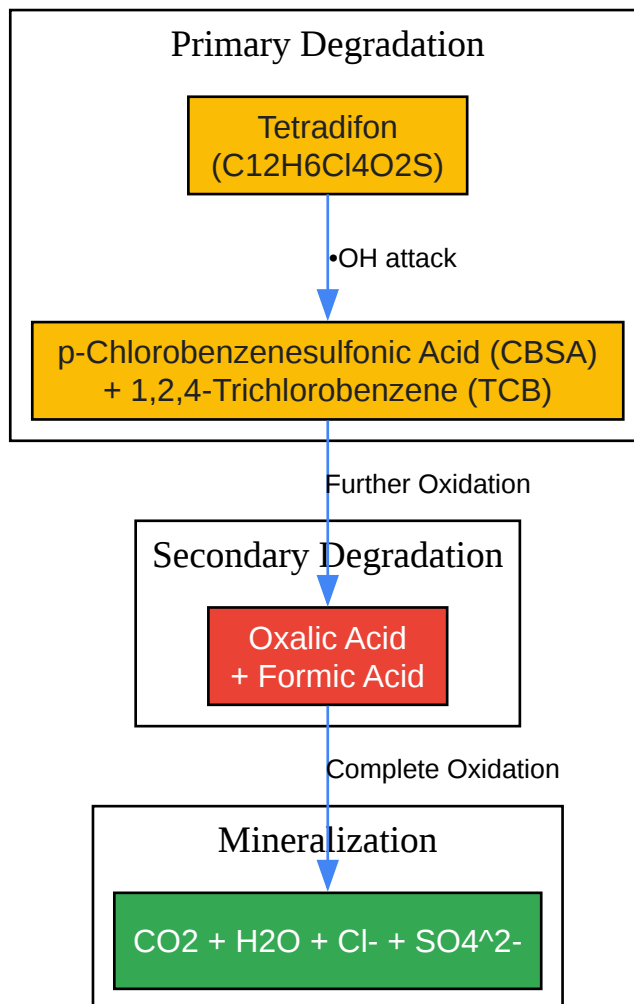 Primary Degradation
Tetradifon
(C12H6Cl4O2S)
•OH attack
p-Chlorobenzenesulfonic Acid (CBSA)
+ 1,2,4-Trichlorobenzene (TCB)
Further Oxidation
Secondary Degradation
Oxalic Acid
+ Formic Acid
Complete Oxidation
Mineralization
CO2 + H2O + Cl- + SO4^2-